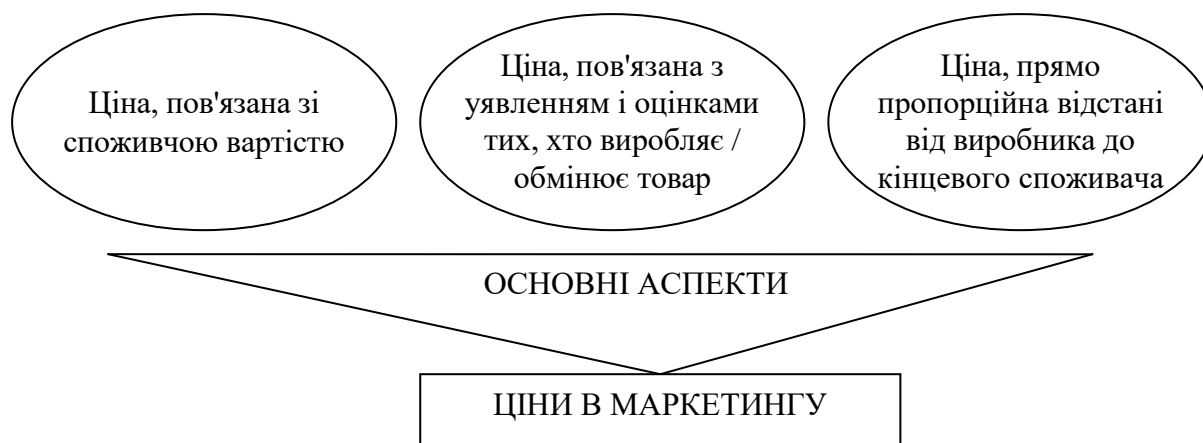 Ціна, пов'язана зі
споживчою вартістю
Ціна, пов'язана з
уявленням і оцінками
тих, хто виробляє /
обмінює товар
Ціна, прямо
пропорційна відстані
від виробника до
кінцевого споживача
ОСНОВНІ АСПЕКТИ
ЦІНИ В МАРКЕТИНГУ